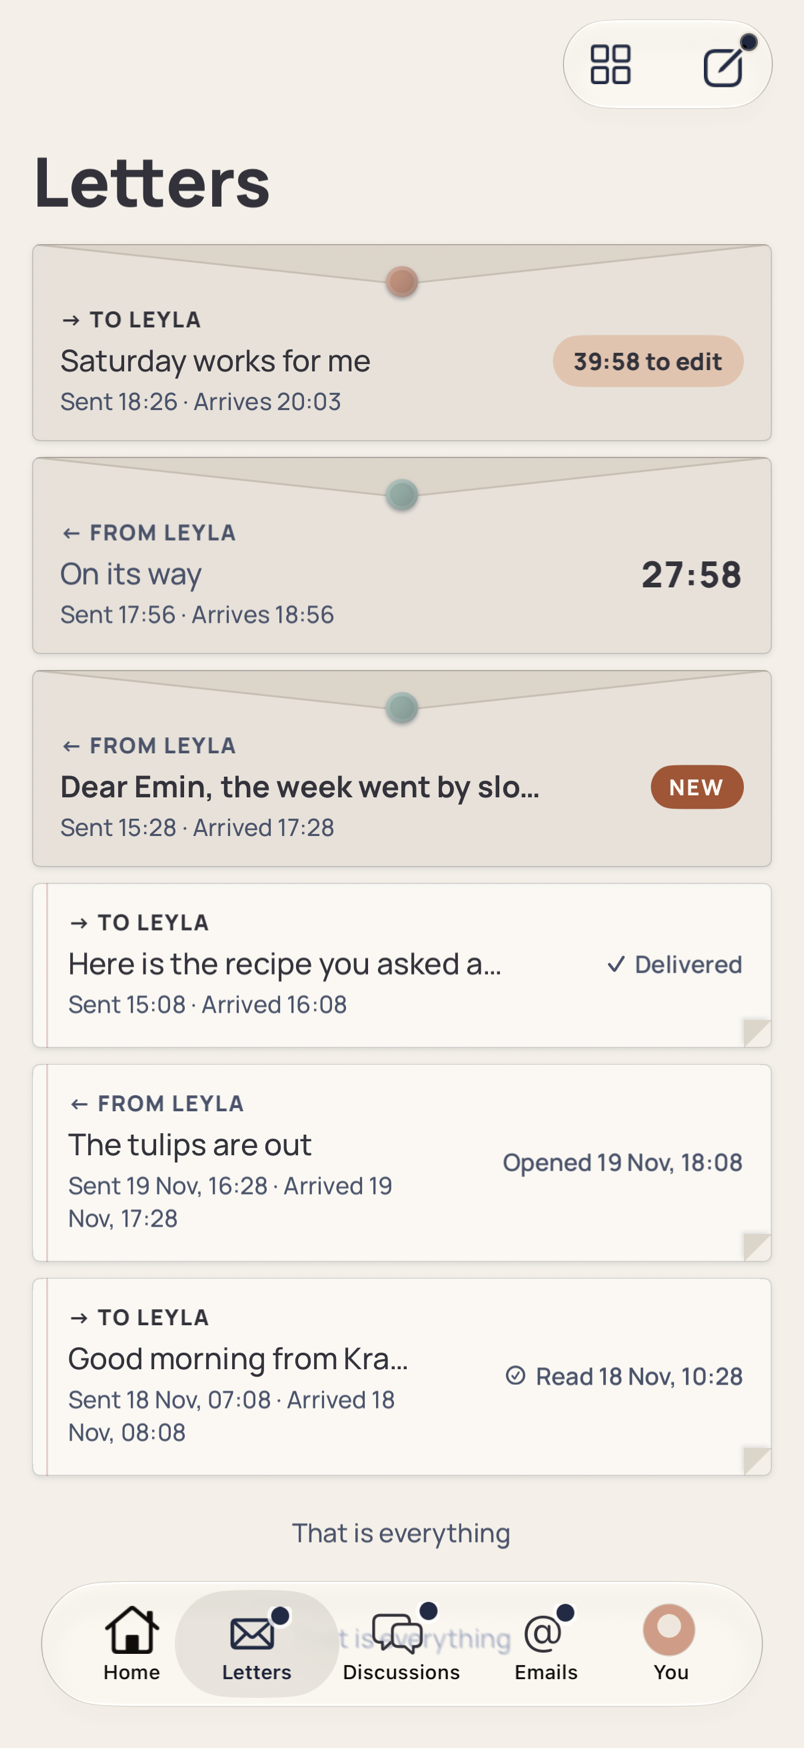 Letters
→ TO LEYLA
Saturday works for me
39:58 to edit
Sent 18:26 · Arrives 20:03
← FROM LEYLA
On its way
27:58
Sent 17:56 · Arrives 18:56
← FROM LEYLA
Dear Emin, the week went by slo...
NEW
Sent 15:28 · Arrived 17:28
→ TO LEYLA
Here is the recipe you asked a...
✓ Delivered
Sent 15:08 · Arrived 16:08
← FROM LEYLA
The tulips are out
Opened 19 Nov, 18:08
Sent 19 Nov, 16:28 · Arrived 19
Nov, 17:28
→ TO LEYLA
Good morning from Kra...
Read 18 Nov, 10:28
Sent 18 Nov, 07:08 · Arrived 18
Nov, 08:08
That is everything
t is everything
Home
Letters
Discussions
@
Emails
You